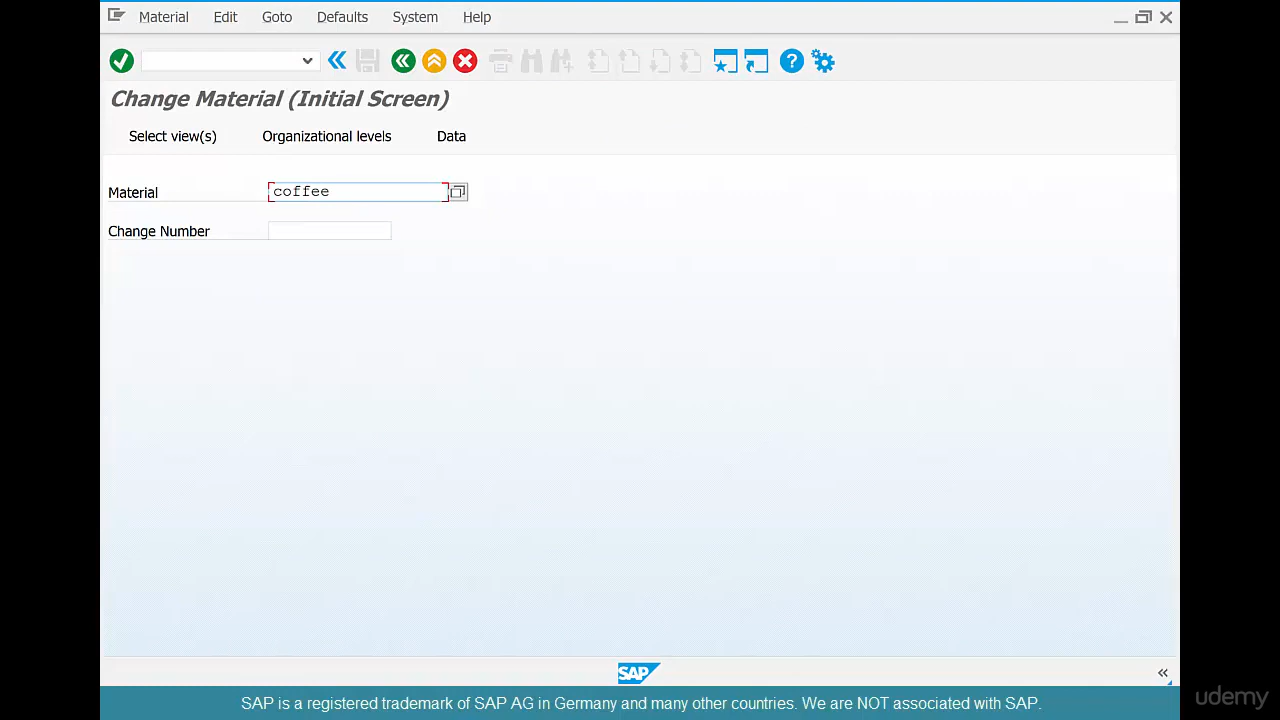 Material Edit Goto Defaults System Help
Change Material (Initial Screen)
Select view(s) Organizational levels Data
Material coffee
Change Number
SAP
SAP is a registered trademark of SAP AG in Germany and many other countries. We are NOT associated with SAP.
udemy